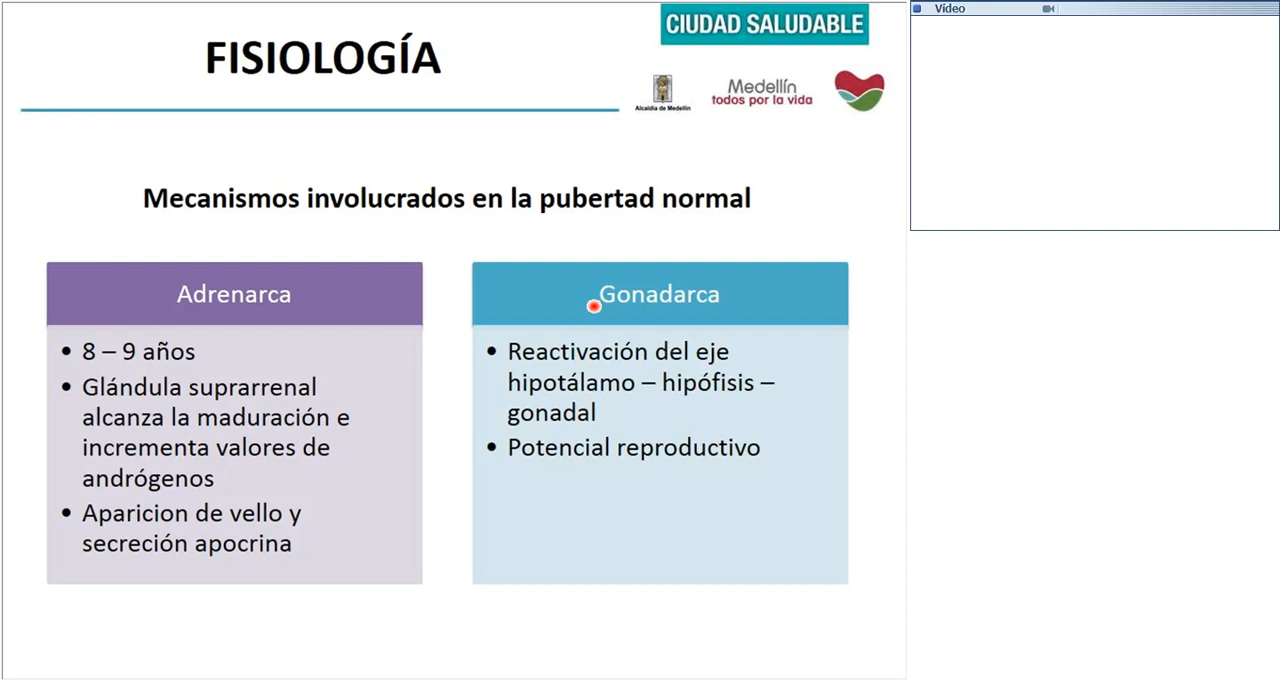 FISIOLOGÍA
CIUDAD SALUDABLE
Alcaldía de Medellín
Medellín
todos por la vida
Vídeo
Mecanismos involucrados en la pubertad normal
Adrenarca
• 8 – 9 años
• Glándula suprarrenal
alcanza la maduración e
incrementa valores de
andrógenos
• Aparicion de vello y
secreción apocrina
Gonadarca
• Reactivación del eje
hipotálamo – hipófisis –
gonadal
• Potencial reproductivo